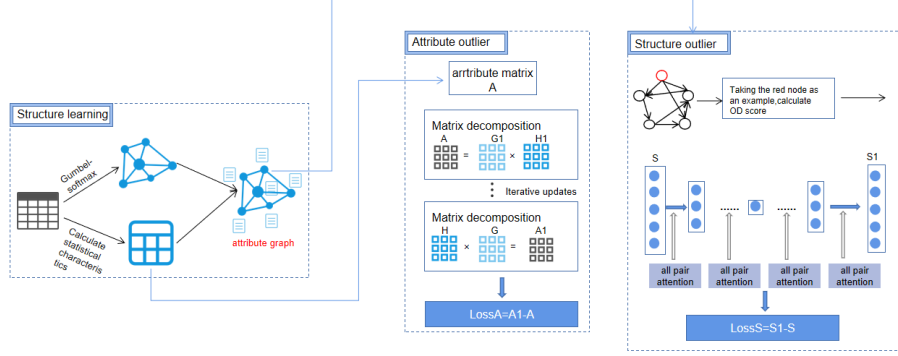 Structure learning
Gumbel-
softmax
Calculate
statistical
characteris
tics
attribute graph
Attribute outlier
arrtribute matrix
A
Matrix decomposition
A
G1
H1
=
×
Iterative updates
Matrix decomposition
H
G
A1
×
=
LossA=A1-A
Structure outlier
Taking the red node as
an example,calculate
OD score
S
S1
......
......
all pair
attention
all pair
attention
all pair
attention
all pair
attention
LossS=S1-S